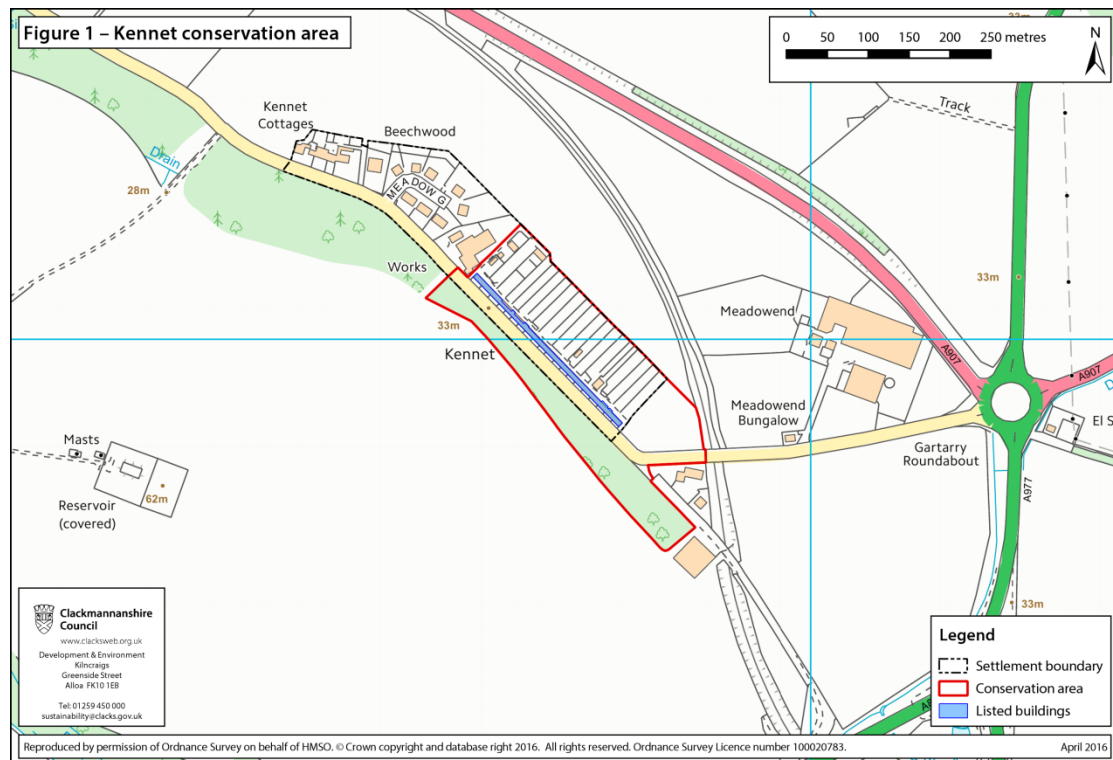 Figure 1 – Kennet conservation area
0 50 100 150 200 250 metres
N
Kennet
Cottages
Beechwood
Track
Drain
28m
MEADOW G
33m
Works
33m
Kennet
Meadowend
A907
A907
Meadowend
Bungalow
El S
Gartarry
Roundabout
Masts
62m
Reservoir
(covered)
A977
33m
Clackmannanshire
Council
www.clacksweb.org.uk
Development & Environment
Kilncraigs
Greenside Street
Alloa FK10 1EB
Tel: 01259 450 000
sustainability@clacks.gov.uk
Legend
Settlement boundary
Conservation area
Listed buildings
Reproduced by permission of Ordnance Survey on behalf of HMSO. © Crown copyright and database right 2016. All rights reserved. Ordnance Survey Licence number 100020783.
April 2016